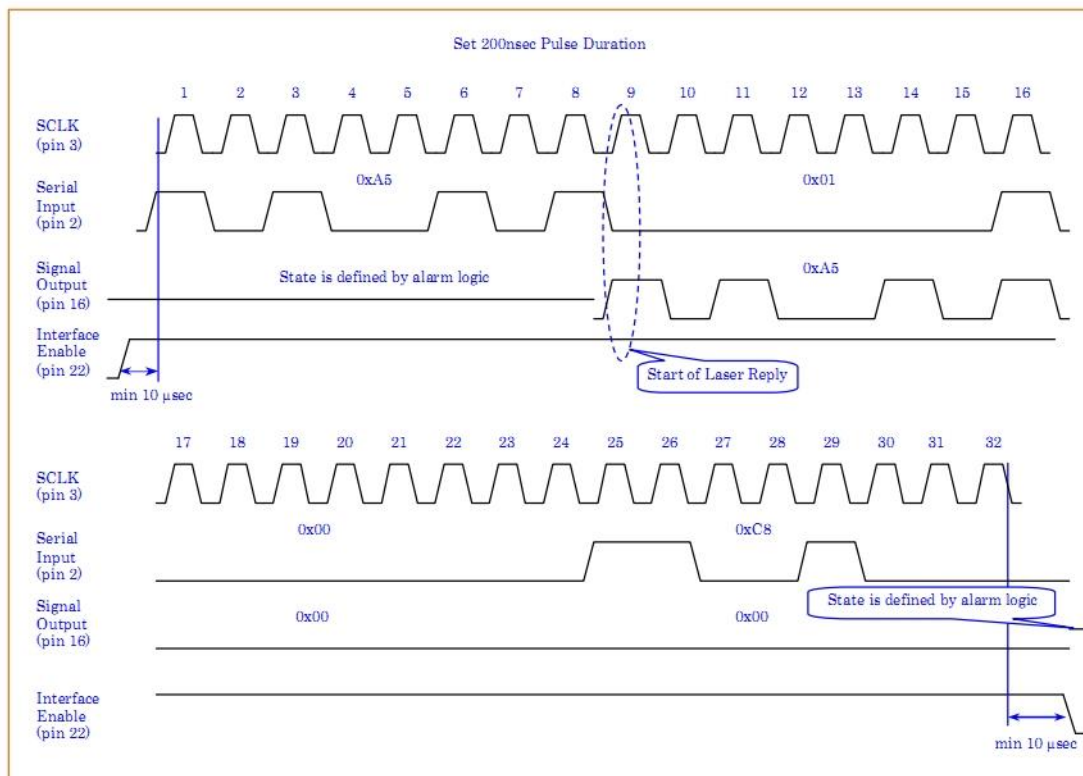 Set 200nsec Pulse Duration
1 2 3 4 5 6 7 8 9 10 11 12 13 14 15 16
SCLK
(pin 3)
0xA5 0x01
Serial
Input
(pin 2)
Signal
Output
(pin 16)
State is defined by alarm logic
0xA5
Interface
Enable
(pin 22)
Start of Laser Reply
min 10 μsec
17 18 19 20 21 22 23 24 25 26 27 28 29 30 31 32
SCLK
(pin 3)
0x00 0xC8
Serial
Input
(pin 2)
Signal
Output
(pin 16)
0x00 0x00
State is defined by alarm logic
Interface
Enable
(pin 22)
min 10 μsec